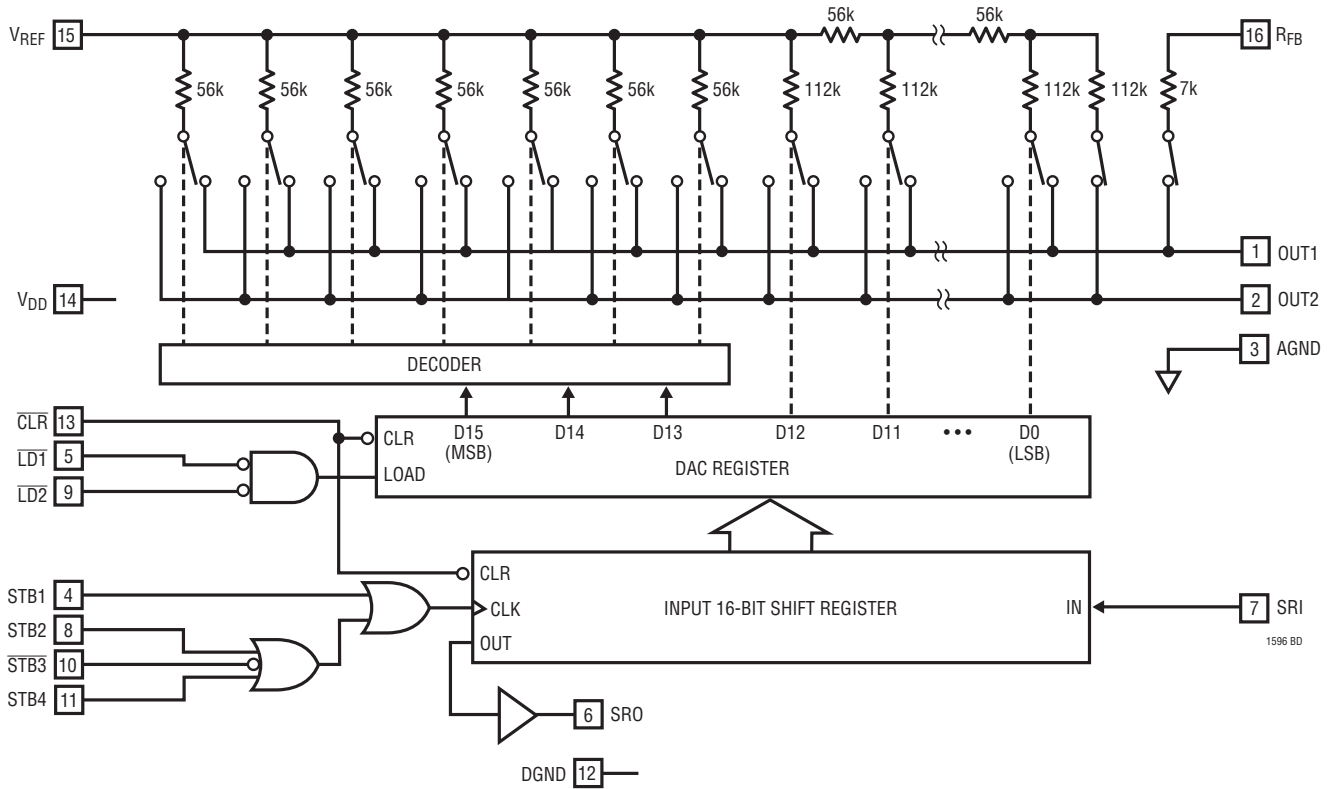 56k 56k
VREF 15 16 RFB
56k 56k 56k 56k 56k 56k 56k 112k 112k 112k 112k 7k
1 OUT1
VDD 14 2 OUT2
3 AGND
DECODER
CLR 13
D15 D14 D13 D12 D11 ••• D0
CLR
(MSB) (LSB)
LD1 5
DAC REGISTER
LOAD
LD2 9
CLR
STB1 4
CLK INPUT 16-BIT SHIFT REGISTER IN 7 SRI
STB2 8
OUT
1596 BD
STB3 10
STB4 11
6 SRO
DGND 12